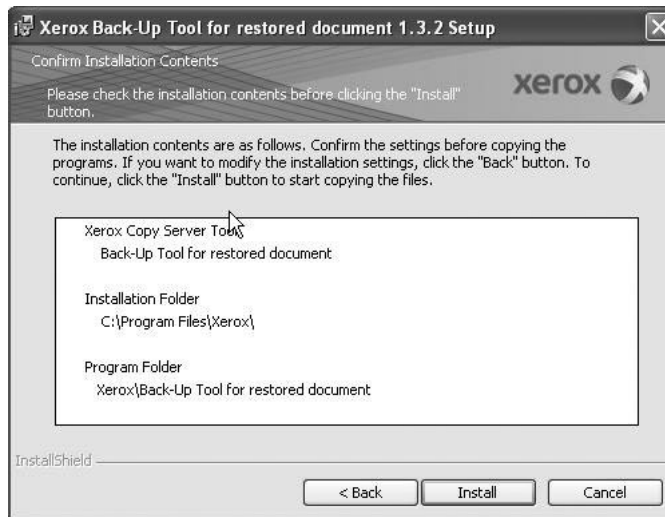 Xerox Back-Up Tool for restored document 1.3.2 Setup
Confirm Installation Contents
Please check the installation contents before clicking the "Install"
button.
xerox
The installation contents are as follows. Confirm the settings before copying the
programs. If you want to modify the installation settings, click the "Back" button. To
continue, click the "Install" button to start copying the files.
Xerox Copy Server Tools
Back-Up Tool for restored document
Installation Folder
C:\Program Files\Xerox\
Program Folder
Xerox\Back-Up Tool for restored document
InstallShield
< Back
Install
Cancel